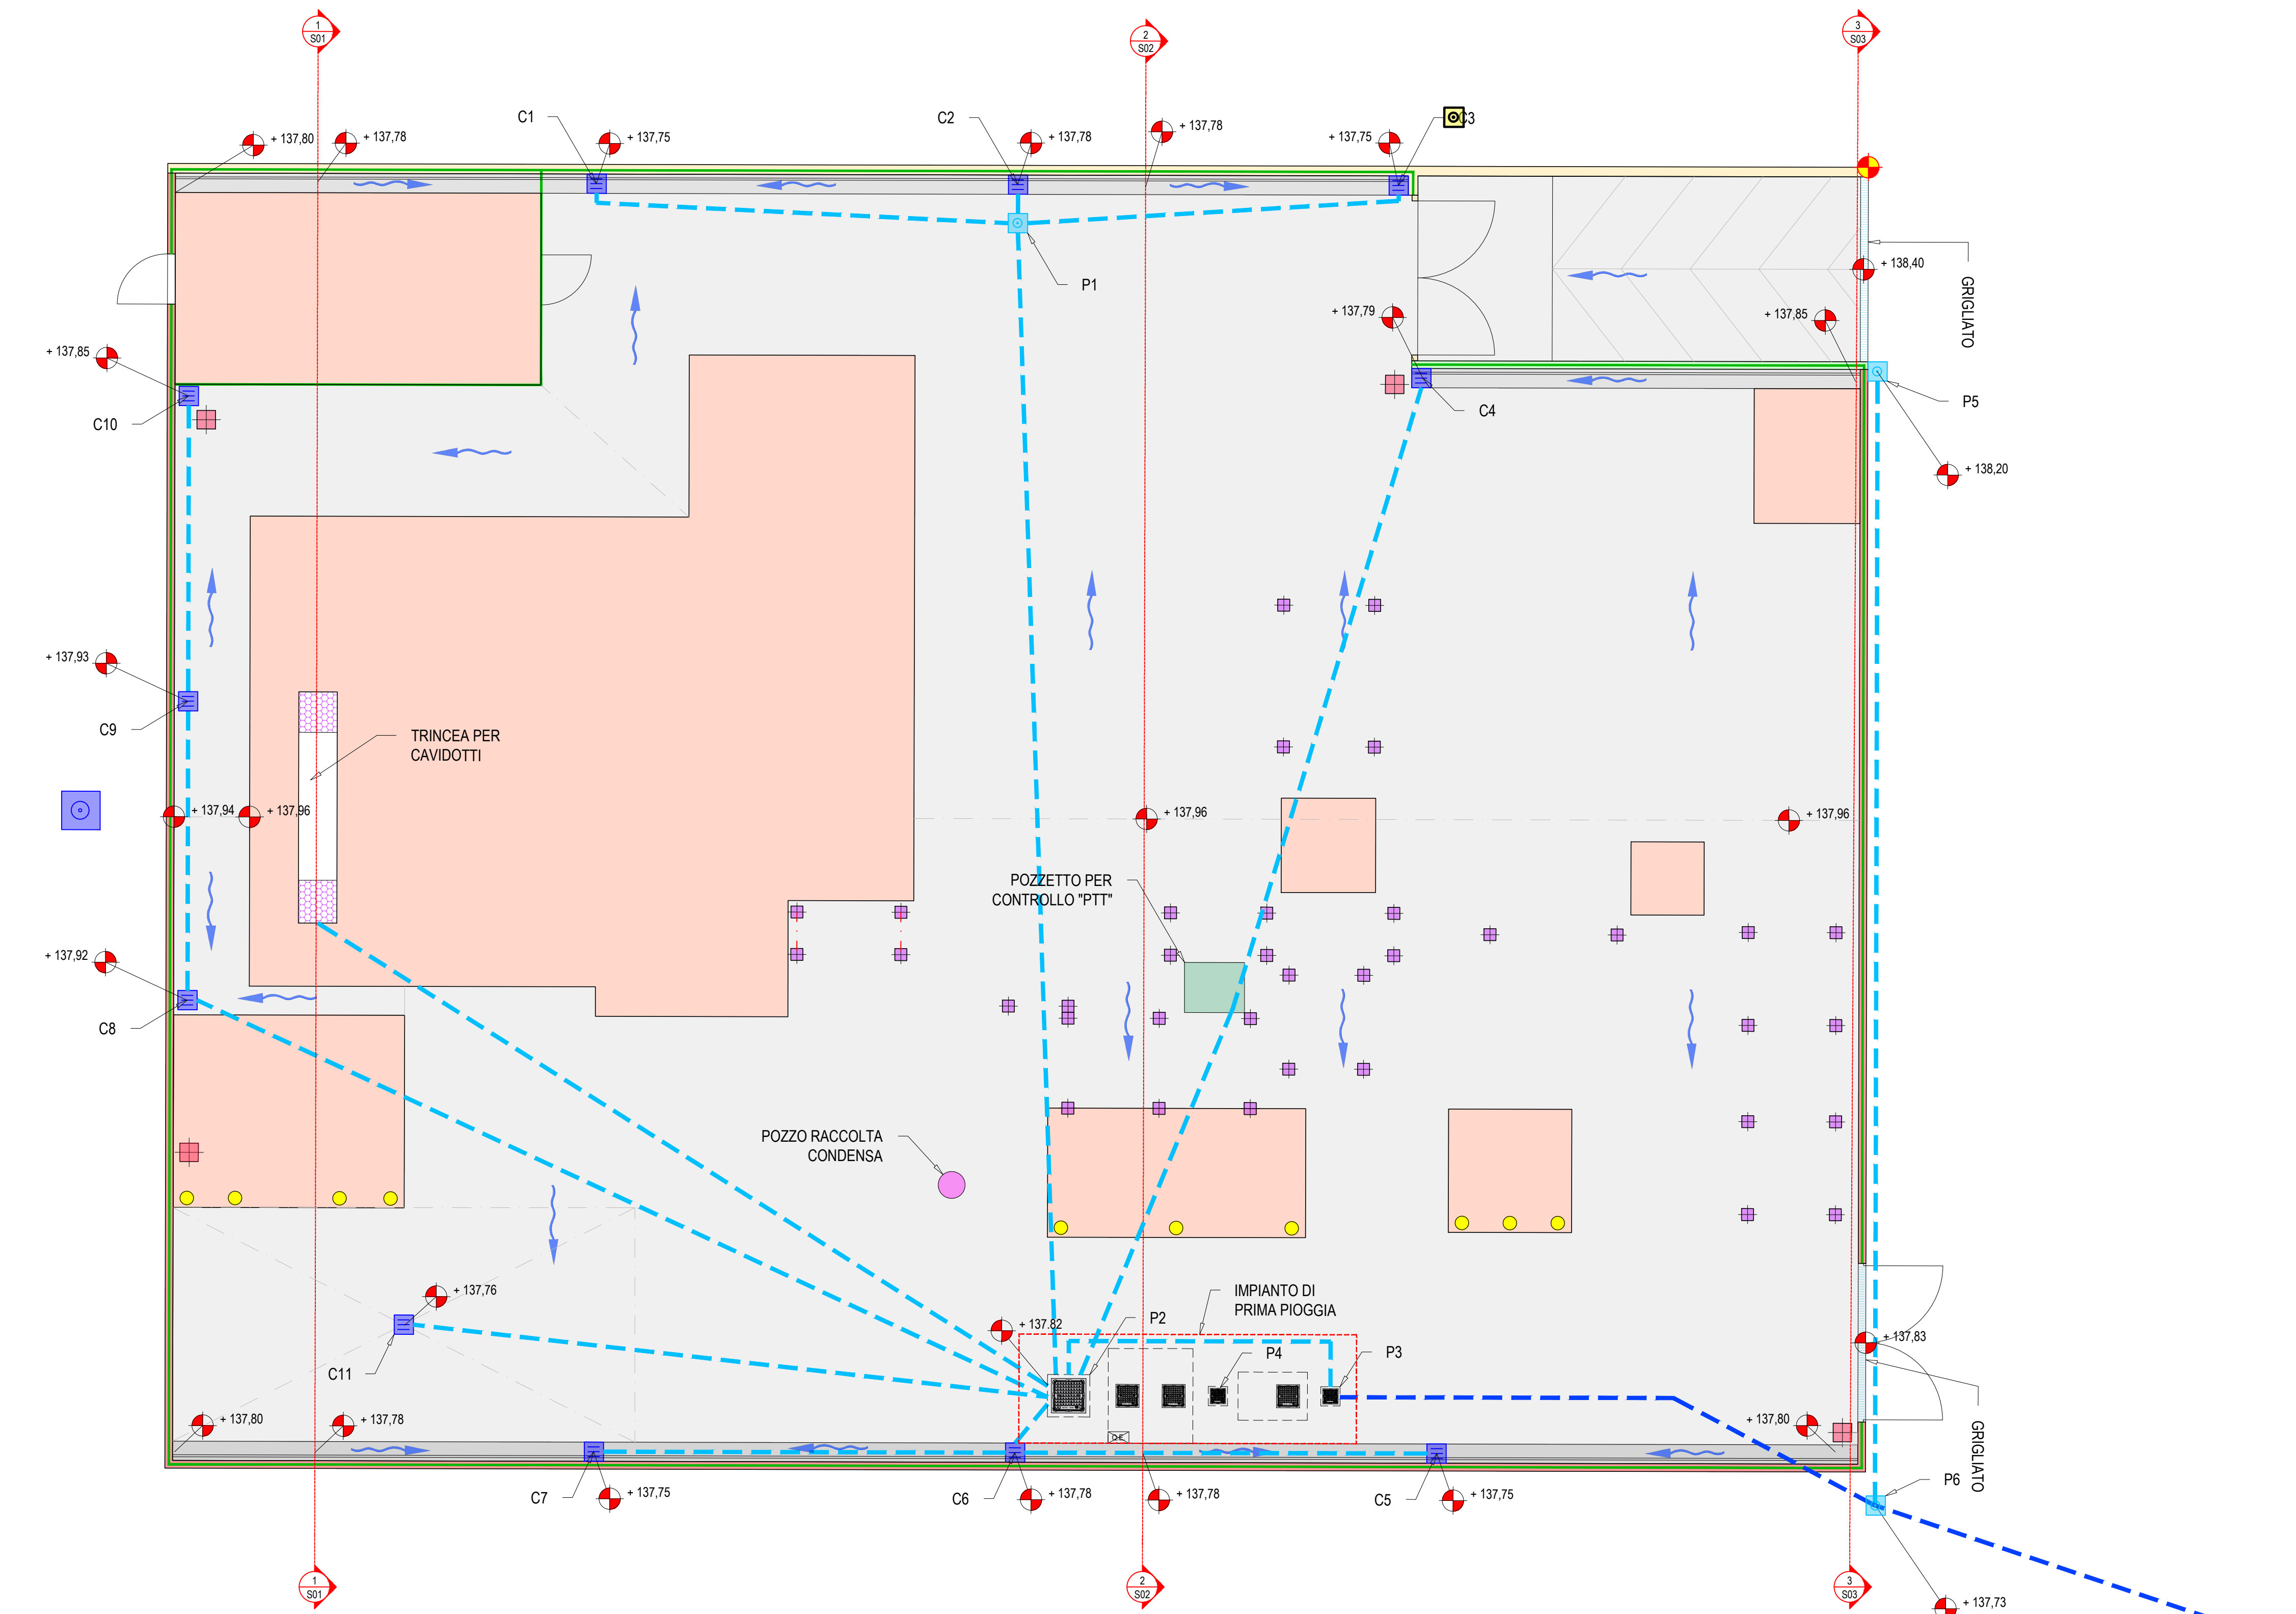 1
S01
2
S02
3
S03
C1
C2
C3
+ 137,80
+ 137,78
+ 137,75
+ 137,78
+ 137,78
+ 137,75
P1
+ 138,40
GRIGLIATO
+ 137,79
+ 137,85
+ 137,85
C10
C4
P5
+ 138,20
+ 137,93
C9
TRINCEA PER
CAVIDOTTI
+ 137,94
+ 137,96
+ 137,96
+ 137,96
POZZETTO PER
CONTROLLO "PTT"
+ 137,92
C8
POZZO RACCOLTA
CONDENSA
+ 137,76
IMPIANTO DI
PRIMA PIOGGIA
+ 137.82
P2
+ 137,83
P4
P3
C11
+ 137,80
+ 137,78
Q.E.
+ 137,80
GRIGLIATO
P6
C7
+ 137,75
C6
+ 137,78
+ 137,78
C5
+ 137,75
1
S01
2
S02
3
S03
+ 137,73